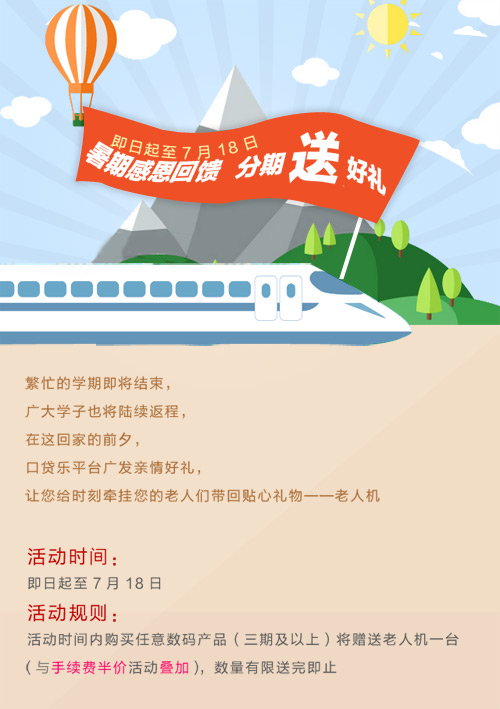 即日起至7月18日
暑期感恩回馈 分期送好礼
繁忙的学期即将结束，
广大学子也将陆续返程，
在这回家的前夕，
口贷乐平台广发亲情好礼，
让您给时刻牵挂您的老人们带回贴心礼物——老人机
活动时间：
即日起至7月18日
活动规则：
活动时间内购买任意数码产品（三期及以上）将赠送老人机一台
（与手续费半价活动叠加），数量有限送完即止